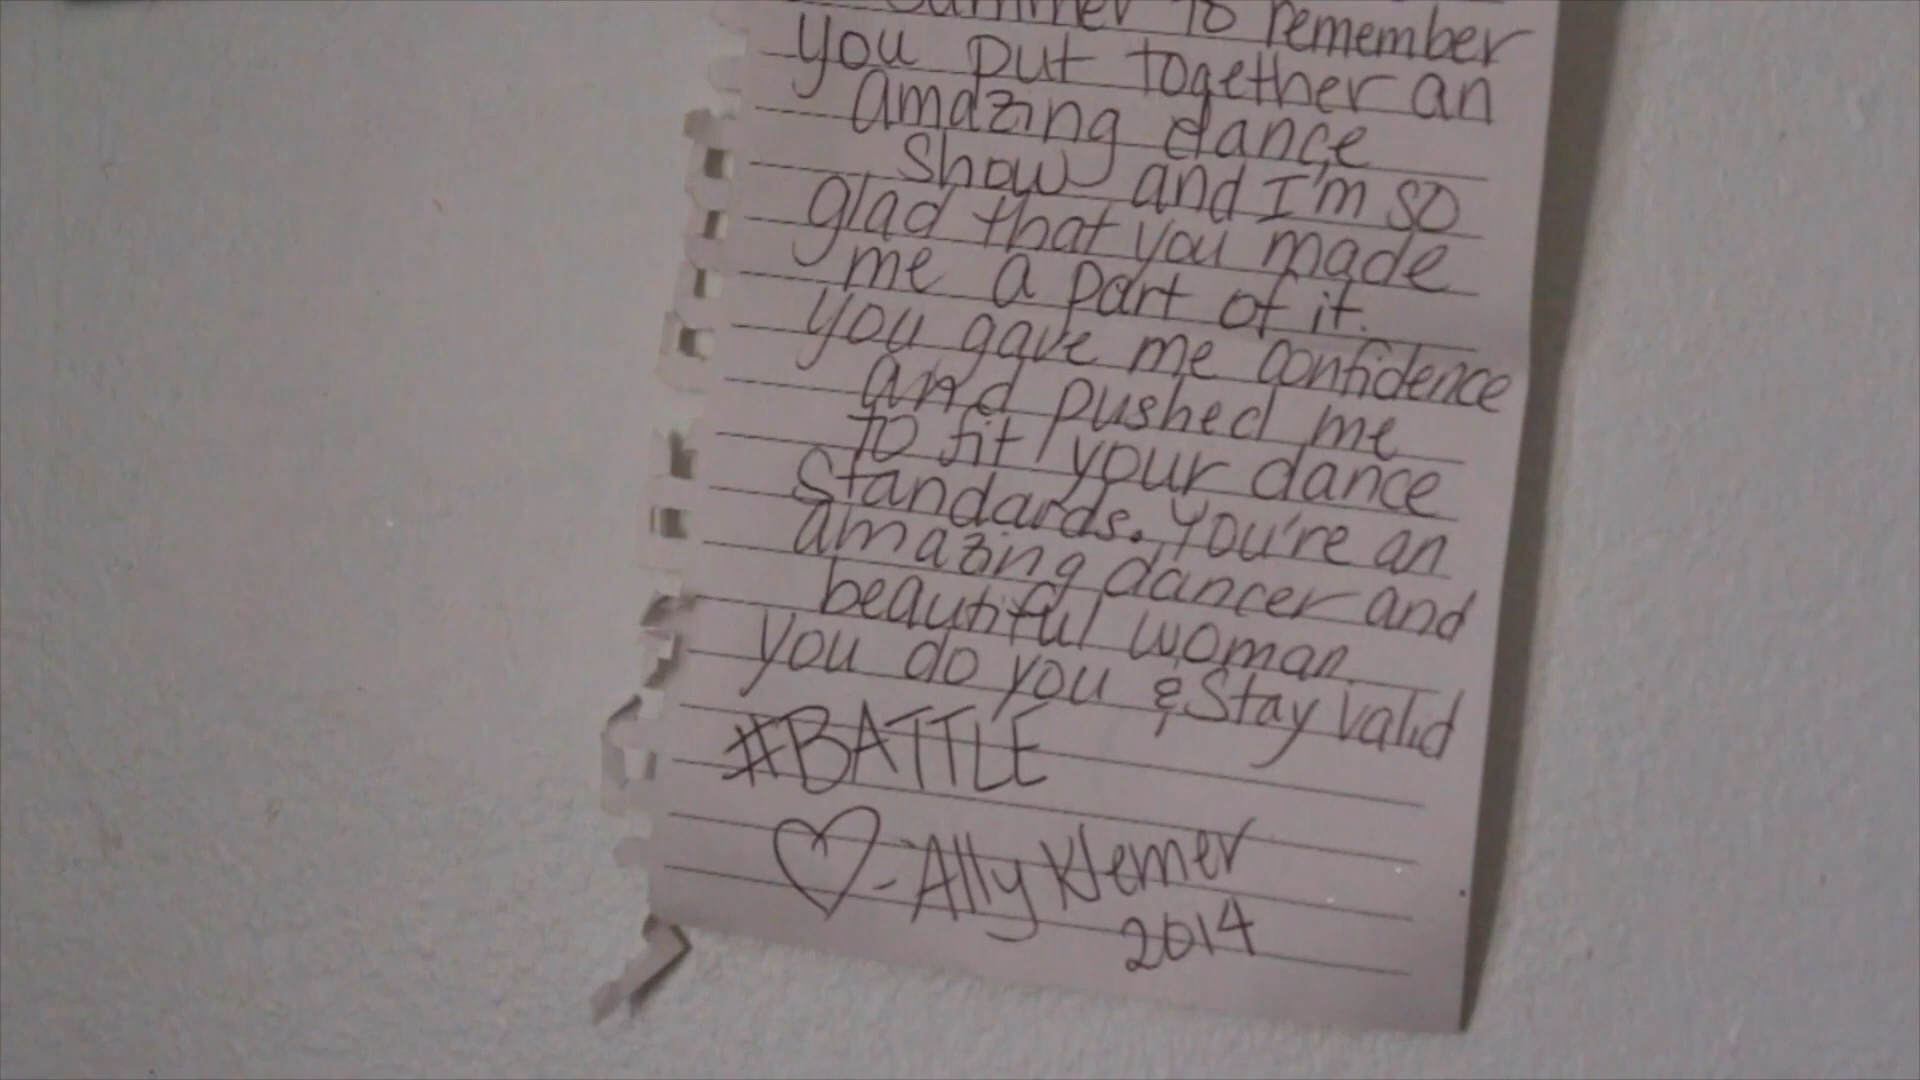 Summer to remember
you put together an
amazing dance
show and I'm so
glad that you made
me a part of it.
you gave me confidence
and pushed me
to fit your dance
standards. You're an
amazing dancer and
beautiful woman.
you do you & Stay valid
#BATTLE
♡ - Ally Klemer
2014